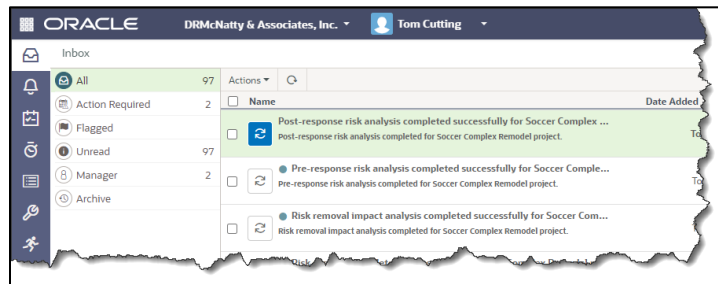 ORACLE DRMcNatty & Associates, Inc. Tom Cutting
Inbox
All 97
Action Required 2
Flagged
Unread 97
Manager 2
Archive
Actions
Name Date Added
Post-response risk analysis completed successfully for Soccer Complex ...
Post-response risk analysis completed for Soccer Complex Remodel project.
To
Pre-response risk analysis completed successfully for Soccer Comple...
Pre-response risk analysis completed for Soccer Complex Remodel project.
To
Risk removal impact analysis completed successfully for Soccer Com...
Risk removal impact analysis completed for Soccer Complex Remodel project.
Risk